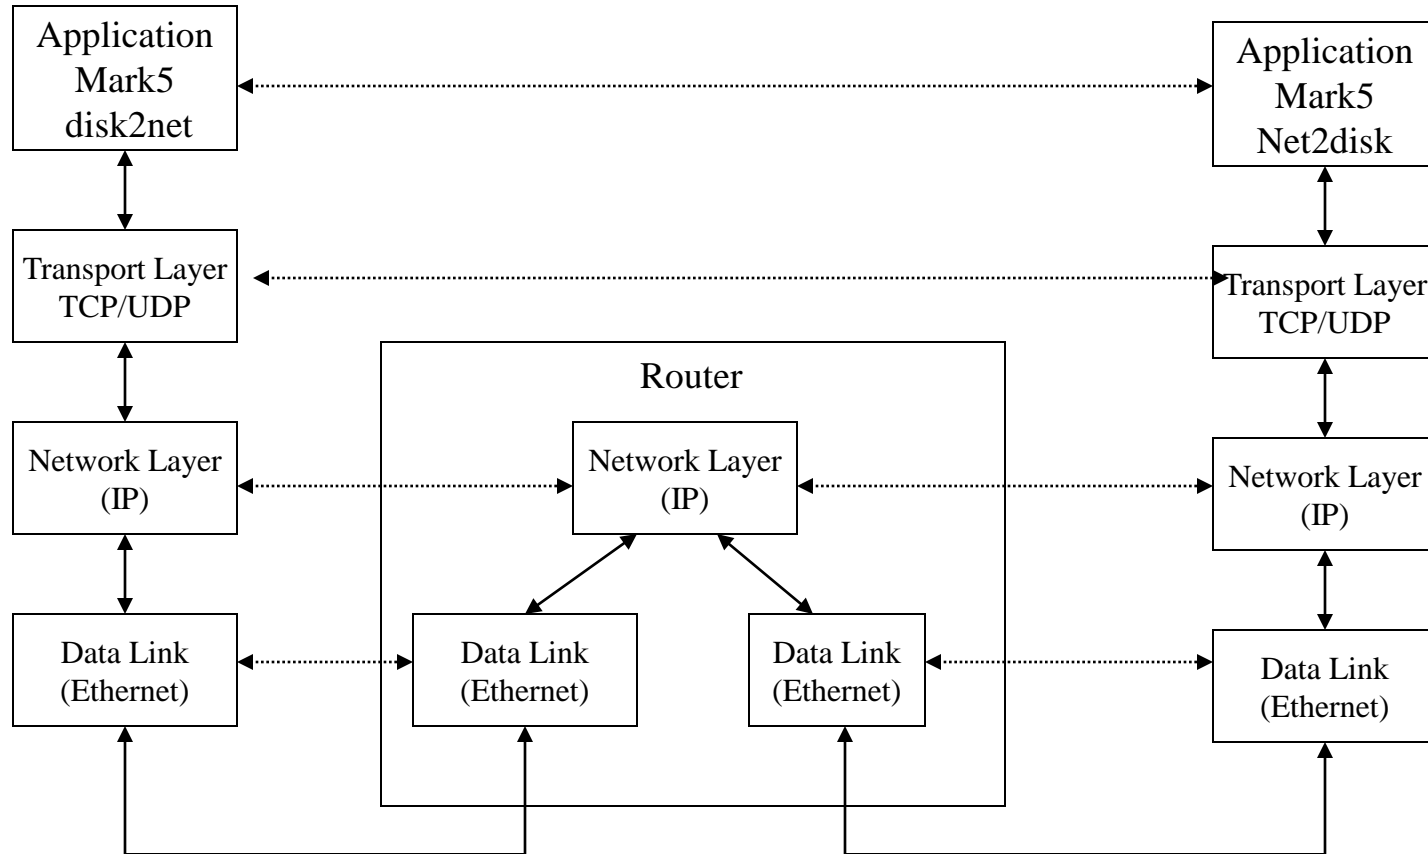 Application
Mark5
disk2net
Application
Mark5
Net2disk
Transport Layer
TCP/UDP
Transport Layer
TCP/UDP
Router
Network Layer
(IP)
Network Layer
(IP)
Network Layer
(IP)
Data Link
(Ethernet)
Data Link
(Ethernet)
Data Link
(Ethernet)
Data Link
(Ethernet)